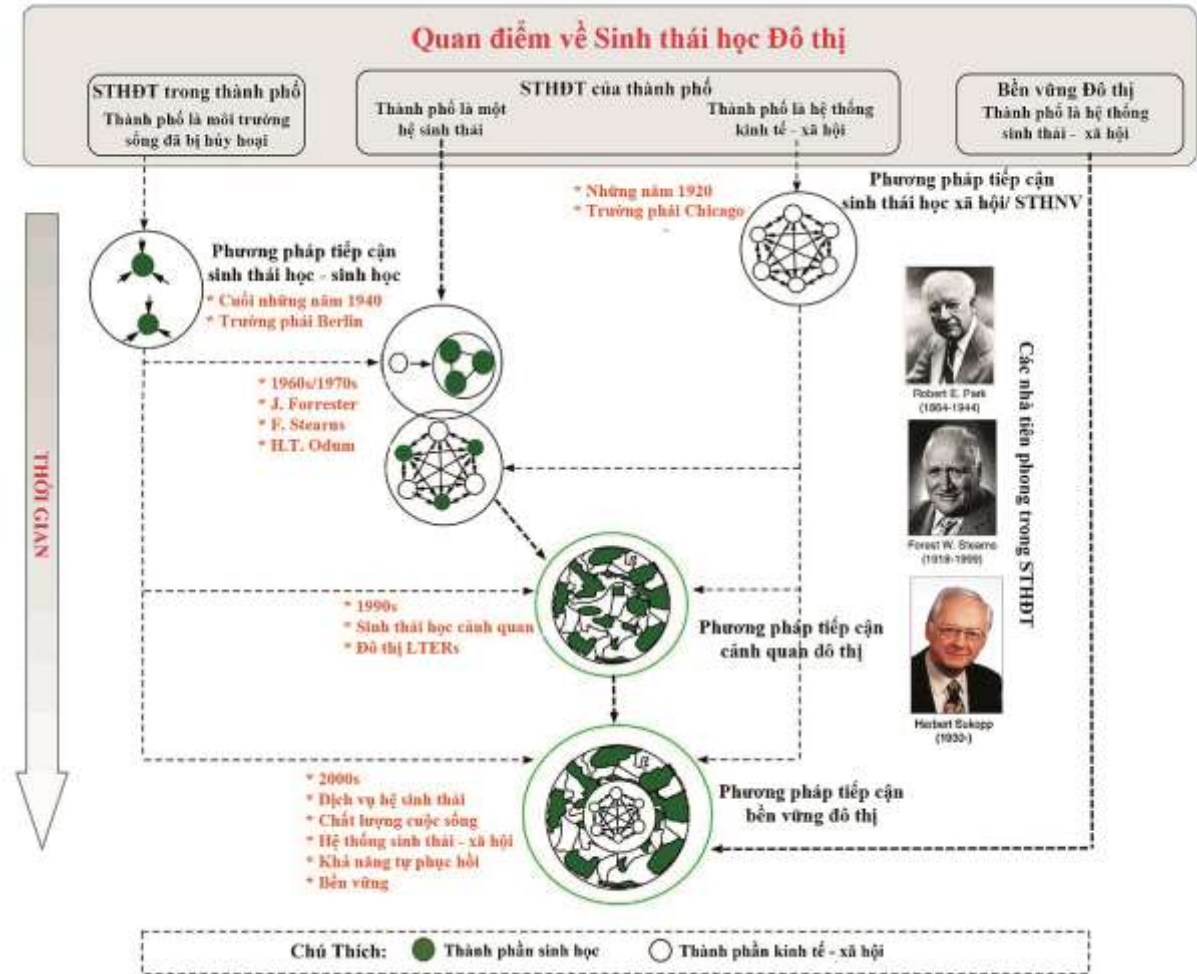 Quan điểm về Sinh thái học Đô thị
STHĐT trong thành phố
Thành phố là môi trường
sống đã bị hủy hoại
STHĐT của thành phố
Thành phố là một
hệ sinh thái
Thành phố là hệ thống
kinh tế - xã hội
Bền vững Đô thị
Thành phố là hệ thống
sinh thái - xã hội
* Những năm 1920
* Trường phái Chicago
Phương pháp tiếp cận
sinh thái học xã hội/ STHNV
Phương pháp tiếp cận
sinh thái học - sinh học
* Cuối những năm 1940
* Trường phái Berlin
* 1960s/1970s
* J. Forrester
* F. Stearns
* H.T. Odum
THỜI GIAN
Robert E. Park
(1864-1944)
Forest W. Stearns
(1918-1999)
Herbert Sukopp
(1930-)
Các nhà tiên phong trong STHĐT
* 1990s
* Sinh thái học cảnh quan
* Đô thị LTERs
Phương pháp tiếp cận
cảnh quan đô thị
* 2000s
* Dịch vụ hệ sinh thái
* Chất lượng cuộc sống
* Hệ thống sinh thái - xã hội
* Khả năng tự phục hồi
* Bền vững
Phương pháp tiếp cận
bền vững đô thị
Chú Thích: Thành phần sinh học Thành phần kinh tế - xã hội